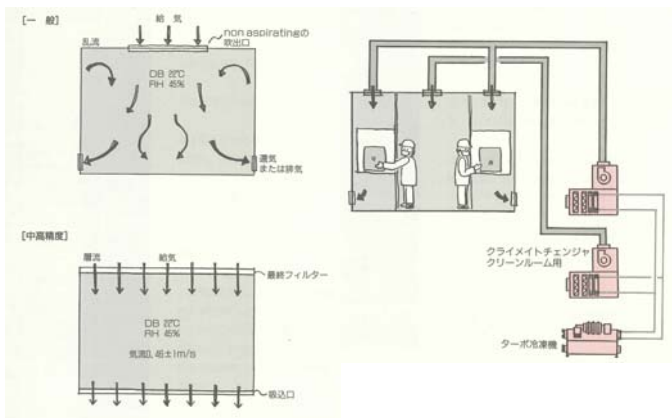 [一 般]
給 気
non aspiratingの
吹出口
乱流
DB 22℃
RH 45%
還気
または排気
[中高精度]
層流
給気
最終フィルター
DB 22℃
RH 45%
気流0.46±1m/s
吸込口
クライメイトチェンジャ
クリーンルーム用
ターボ冷凍機